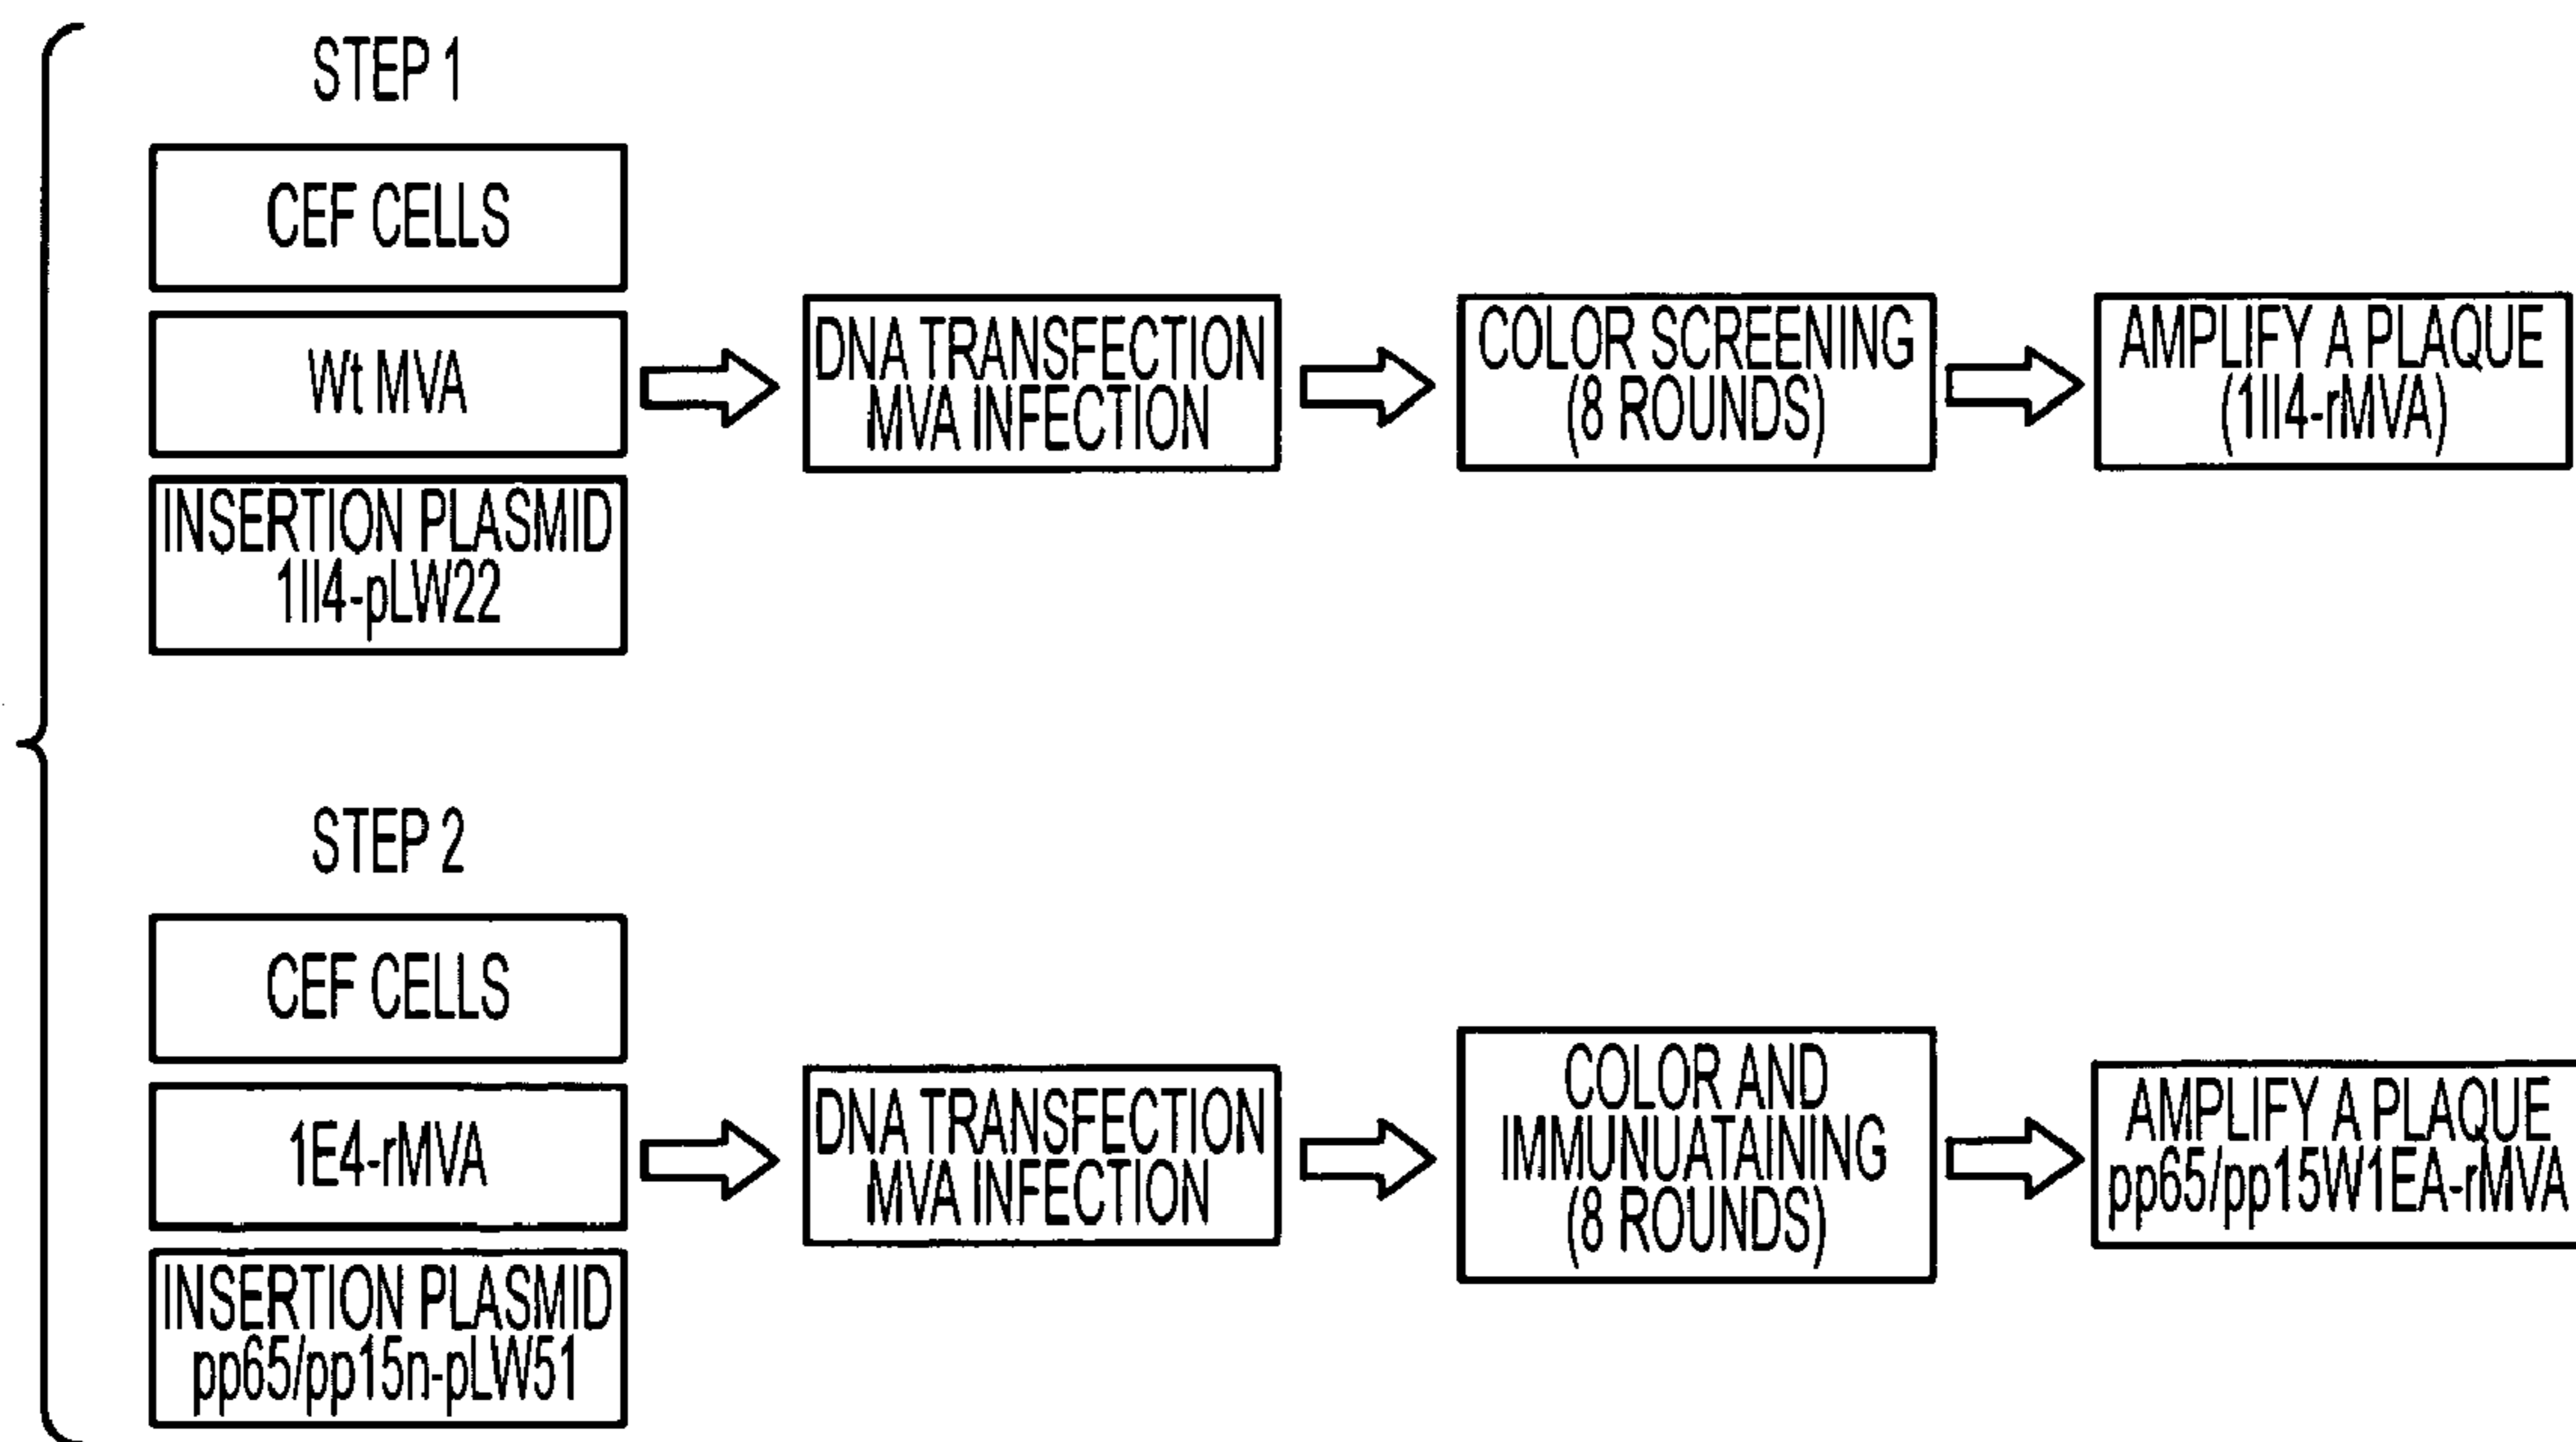 STEP 1
CEF CELLS
Wt MVA
INSERTION PLASMID
1II4-pLW22
DNA TRANSFECTION
MVA INFECTION
COLOR SCREENING
(8 ROUNDS)
AMPLIFY A PLAQUE
(1II4-rMVA)
STEP 2
CEF CELLS
1E4-rMVA
INSERTION PLASMID
pp65/pp15n-pLW51
DNA TRANSFECTION
MVA INFECTION
COLOR AND
IMMUNUATAINING
(8 ROUNDS)
AMPLIFY A PLAQUE
pp65/pp15W1EA-rMVA